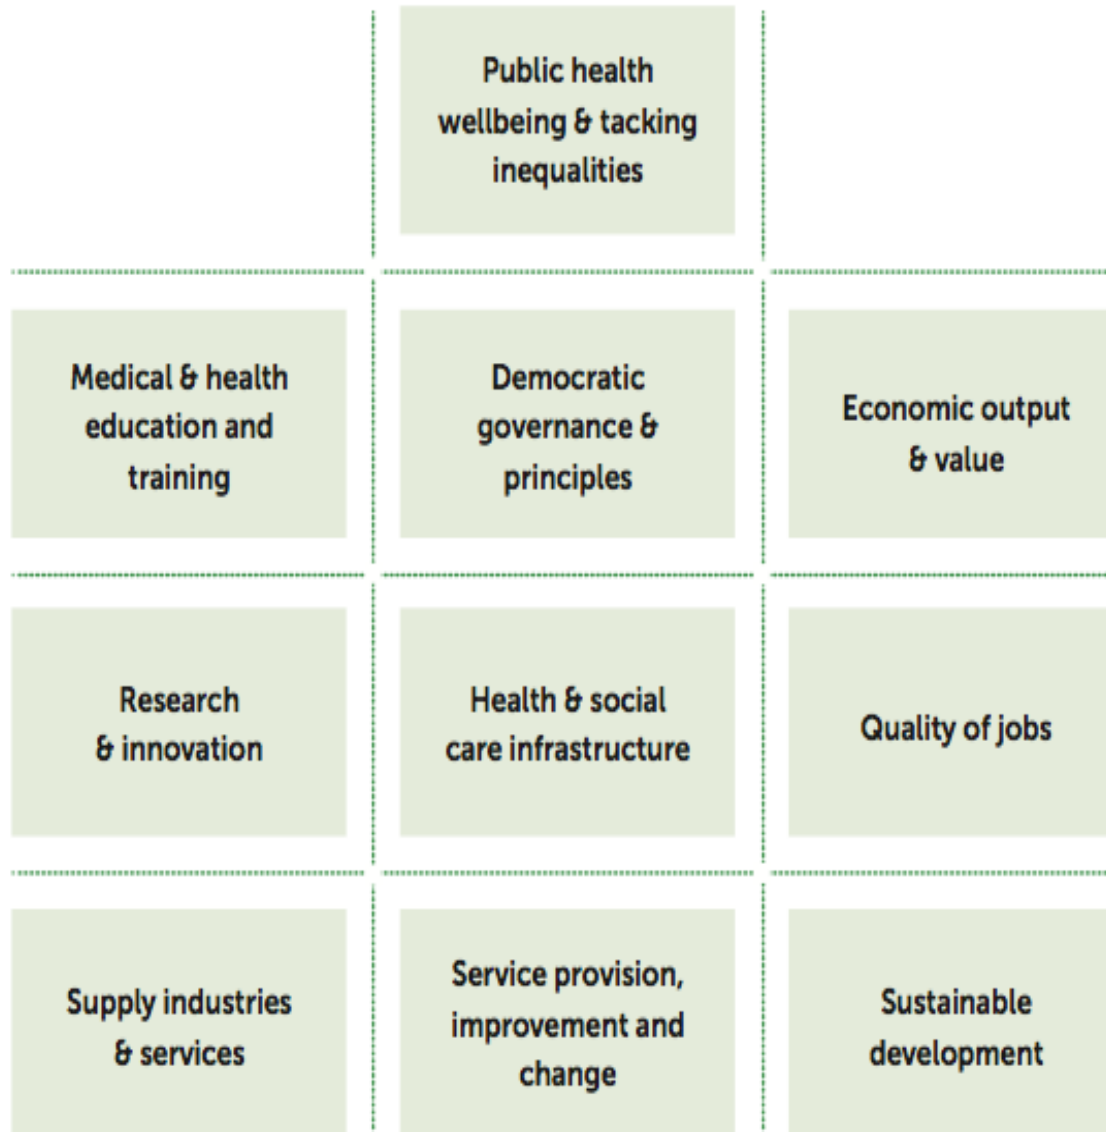 Public health
wellbeing & tacking
inequalities
Medical & health
education and
training
Democratic
governance &
principles
Economic output
& value
Research
& innovation
Health & social
care infrastructure
Quality of jobs
Supply industries
& services
Service provision,
improvement and
change
Sustainable
development